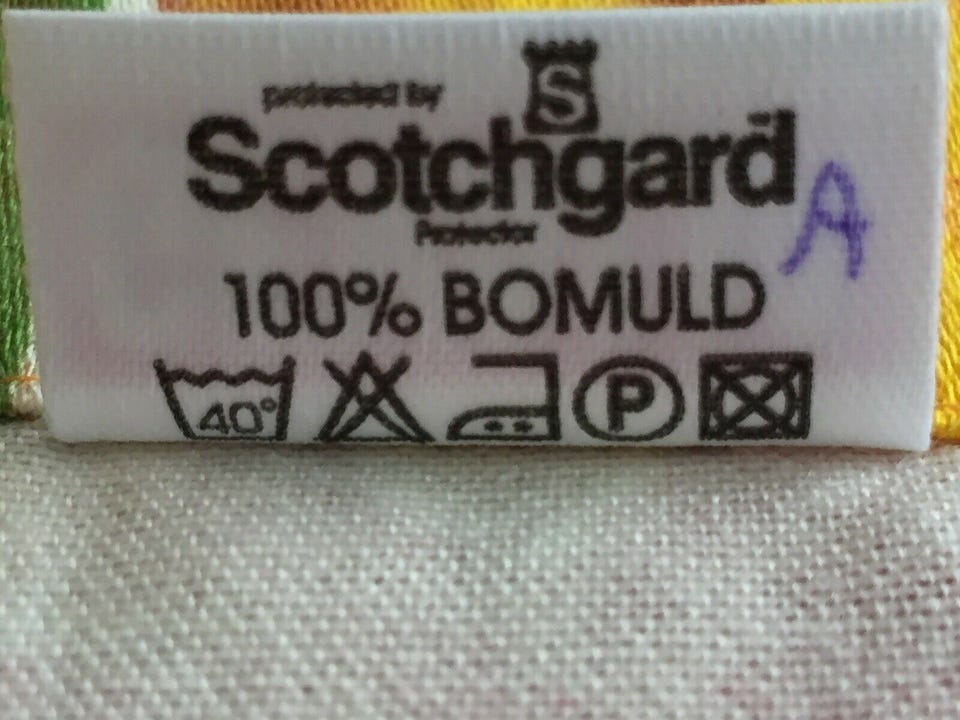 protected by
S
Scotchgard
A
Protector
100% BOMULD
40°
P